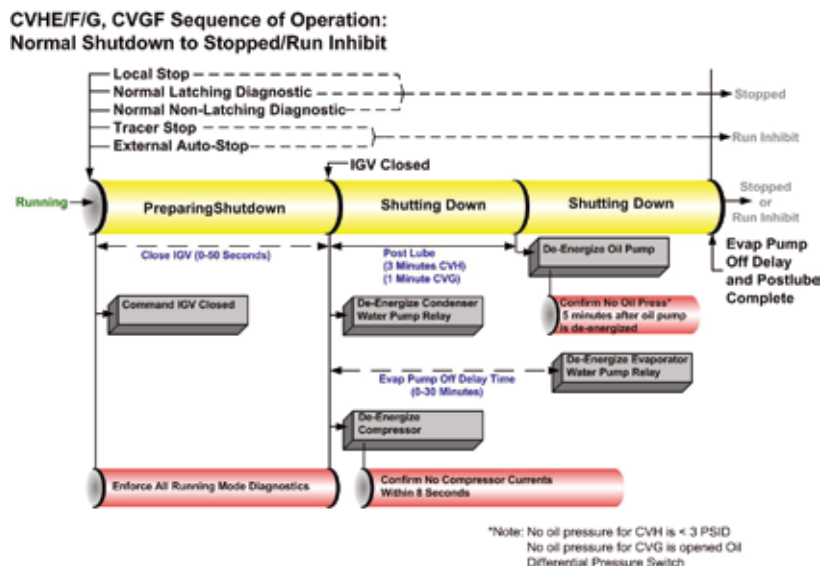 CVHE/F/G, CVGF Sequence of Operation:
Normal Shutdown to Stopped/Run Inhibit
Local Stop
Normal Latching Diagnostic
Normal Non-Latching Diagnostic
Tracer Stop
External Auto-Stop
Stopped
Run Inhibit
IGV Closed
Running
PreparingShutdown
Shutting Down
Shutting Down
Stopped
or
Run Inhibit
Close IGV (0-50 Seconds)
Post Lube
(3 Minutes CVH)
(1 Minute CVG)
De-Energize Oil Pump
Evap Pump
Off Delay
and Postlube
Complete
Command IGV Closed
De-Energize Condenser
Water Pump Relay
Confirm No Oil Press*
5 minutes after oil pump
is de-energized
Evap Pump Off Delay Time
(0-30 Minutes)
De-Energize Evaporator
Water Pump Relay
De-Energize
Compressor
Enforce All Running Mode Diagnostics
Confirm No Compressor Currents
Within 8 Seconds
*Note: No oil pressure for CVH is < 3 PSID
No oil pressure for CVG is opened Oil
Differential Pressure Switch